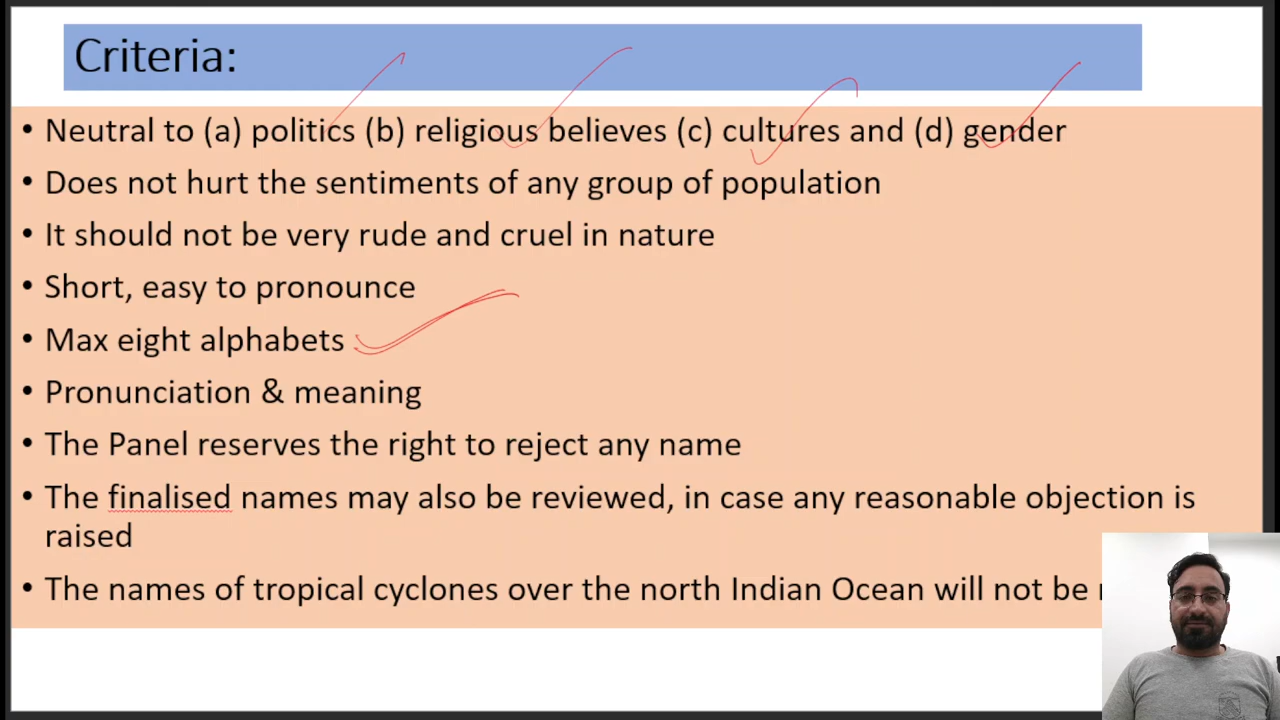 Criteria:
• Neutral to (a) politics (b) religious believes (c) cultures and (d) gender
• Does not hurt the sentiments of any group of population
• It should not be very rude and cruel in nature
• Short, easy to pronounce
• Max eight alphabets
• Pronunciation & meaning
• The Panel reserves the right to reject any name
• The finalised names may also be reviewed, in case any reasonable objection is
raised
• The names of tropical cyclones over the north Indian Ocean will not be